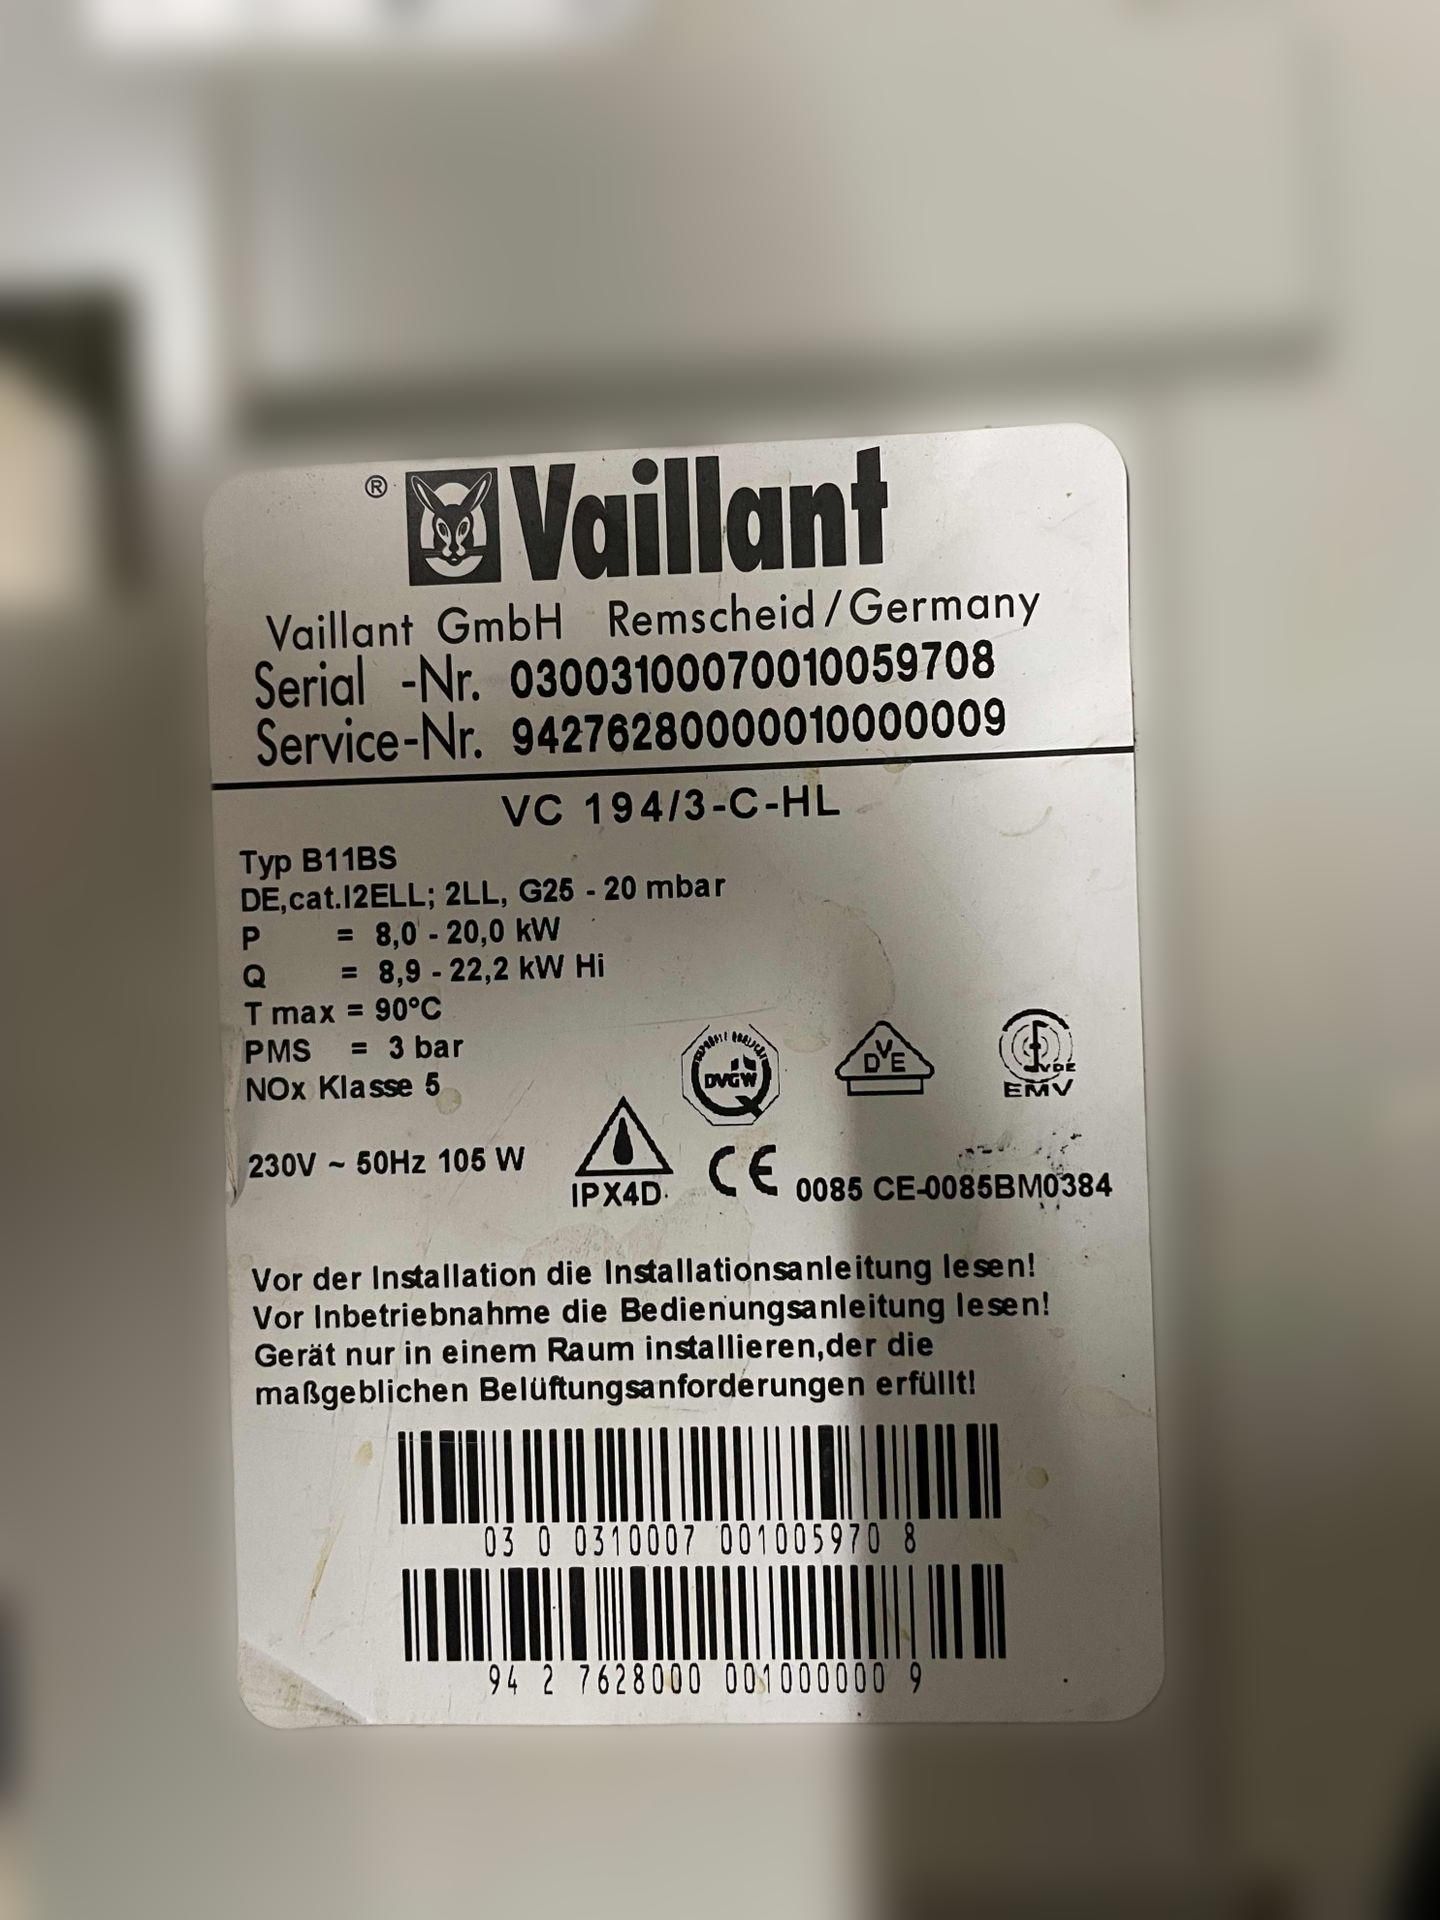 ® Vaillant
Vaillant GmbH Remscheid/Germany
Serial -Nr. 03003100070010059708
Service-Nr. 94276280000010000009
VC 194/3-C-HL
Typ B11BS
DE,cat.I2ELL; 2LL, G25 - 20 mbar
P = 8,0 - 20,0 kW
Q = 8,9 - 22,2 kW Hi
T max = 90°C
PMS = 3 bar
NOx Klasse 5
DVGW
DVE
VDE
EMV
230V ~ 50Hz 105 W
IPX4D
CE 0085 CE-0085BM0384
Vor der Installation die Installationsanleitung lesen!
Vor Inbetriebnahme die Bedienungsanleitung lesen!
Gerät nur in einem Raum installieren,der die
maßgeblichen Belüftungsanforderungen erfüllt!
03 0 0310007 001005970 8
94 2 7628000 001000000 9